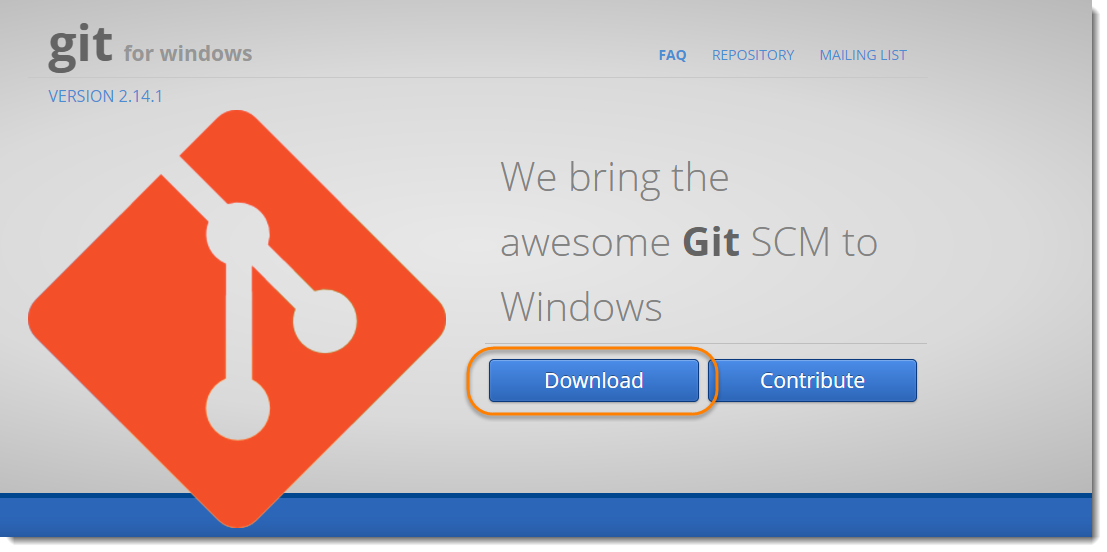 git for windows
FAQ REPOSITORY MAILING LIST
VERSION 2.14.1
We bring the
awesome Git SCM to
Windows
Download Contribute